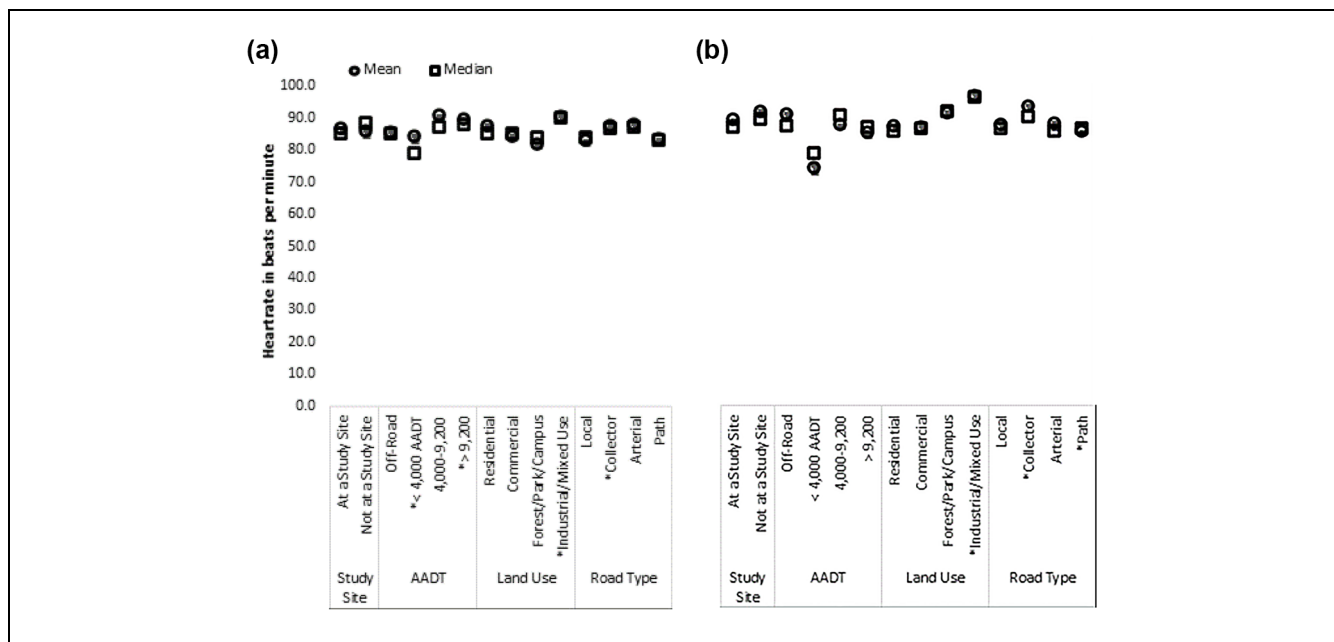 (a)
Mean Median
Heartrate in beats per minute
100.0
90.0
80.0
70.0
60.0
50.0
40.0
30.0
20.0
10.0
0.0
At a Study Site
Not at a Study Site
Off-Road
*< 4,000 AADT
4,000-9,200
*> 9,200
Residential
Commercial
Forest/Park/Campus
*Industrial/Mixed Use
Local
*Collector
Arterial
Path
Study
Site
AADT
Land Use
Road Type
(b)
At a Study Site
Not at a Study Site
Off-Road
< 4,000 AADT
4,000-9,200
> 9,200
Residential
Commercial
Forest/Park/Campus
*Industrial/Mixed Use
Local
*Collector
Arterial
*Path
Study
Site
AADT
Land Use
Road Type